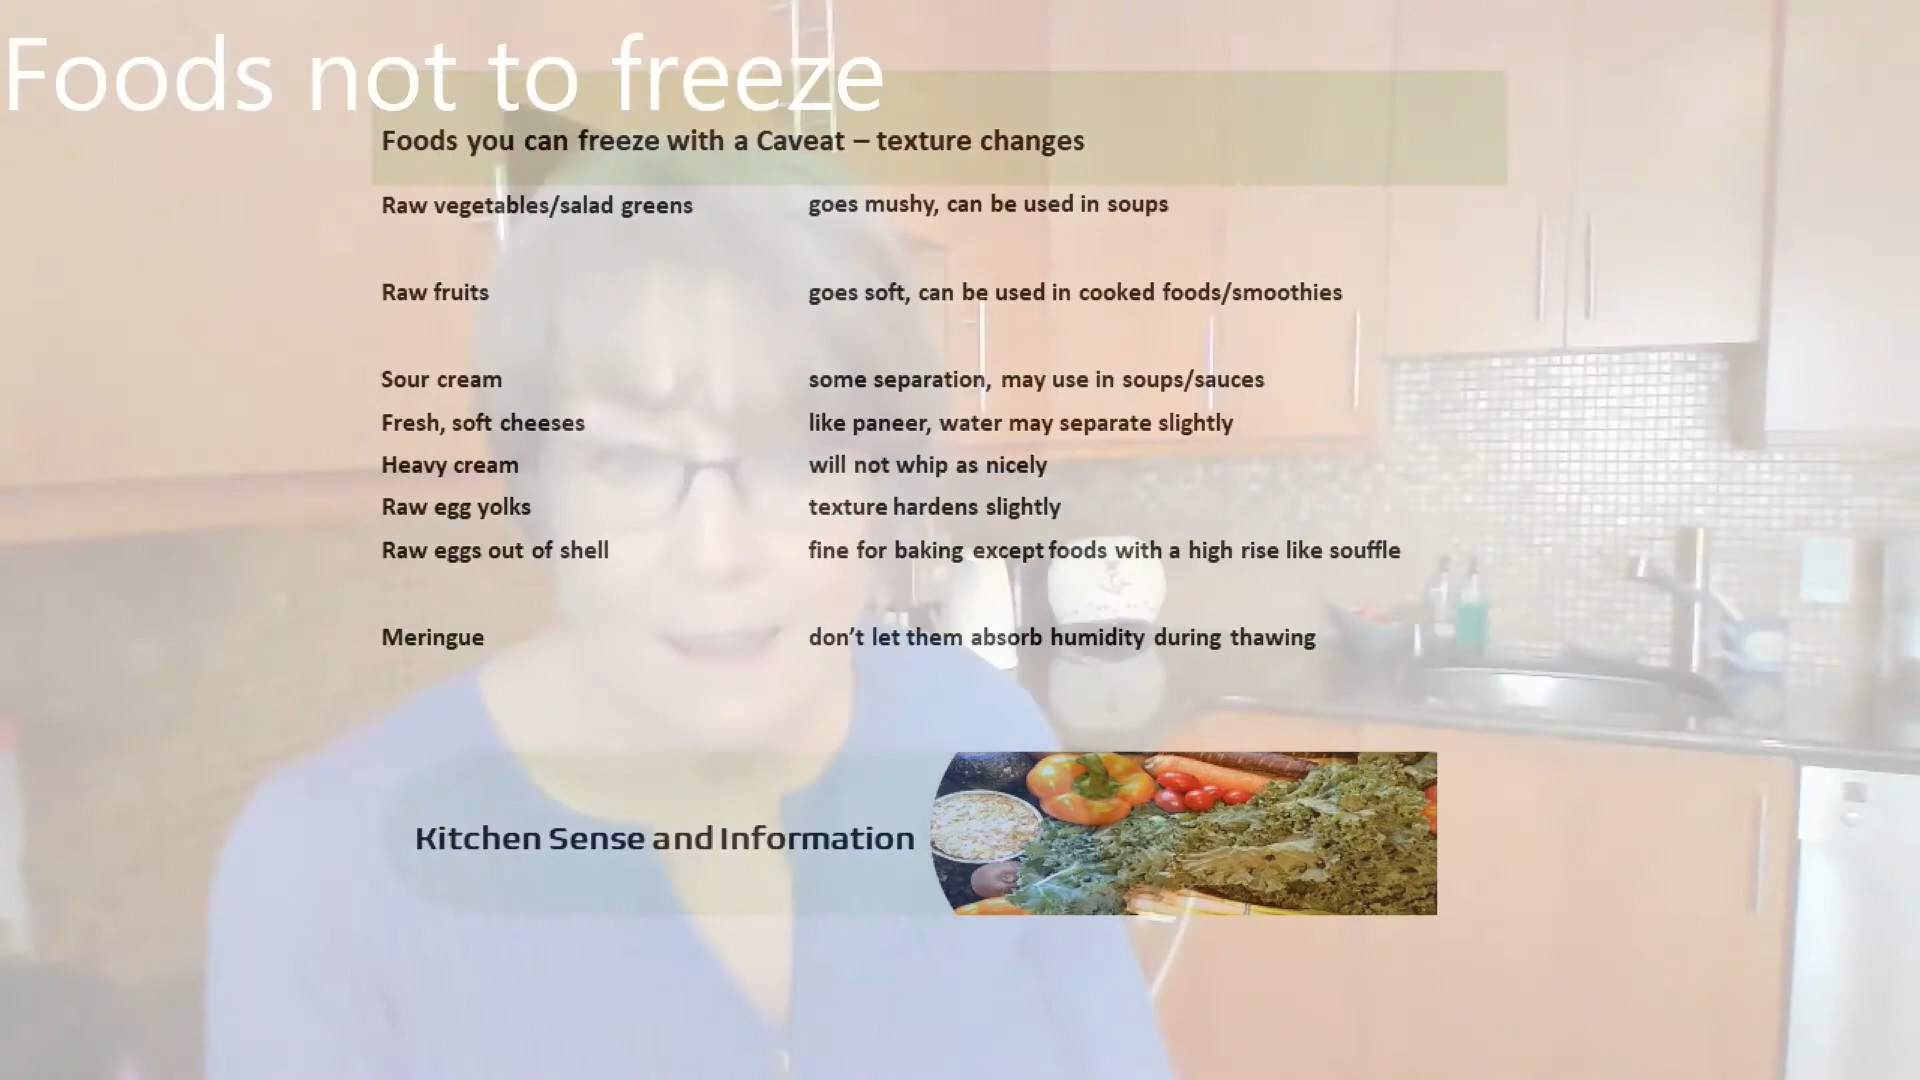 Foods not to freeze
Foods you can freeze with a Caveat – texture changes
Raw vegetables/salad greens goes mushy, can be used in soups
Raw fruits goes soft, can be used in cooked foods/smoothies
Sour cream some separation, may use in soups/sauces
Fresh, soft cheeses like paneer, water may separate slightly
Heavy cream will not whip as nicely
Raw egg yolks texture hardens slightly
Raw eggs out of shell fine for baking except foods with a high rise like souffle
Meringue don’t let them absorb humidity during thawing
Kitchen Sense and Information